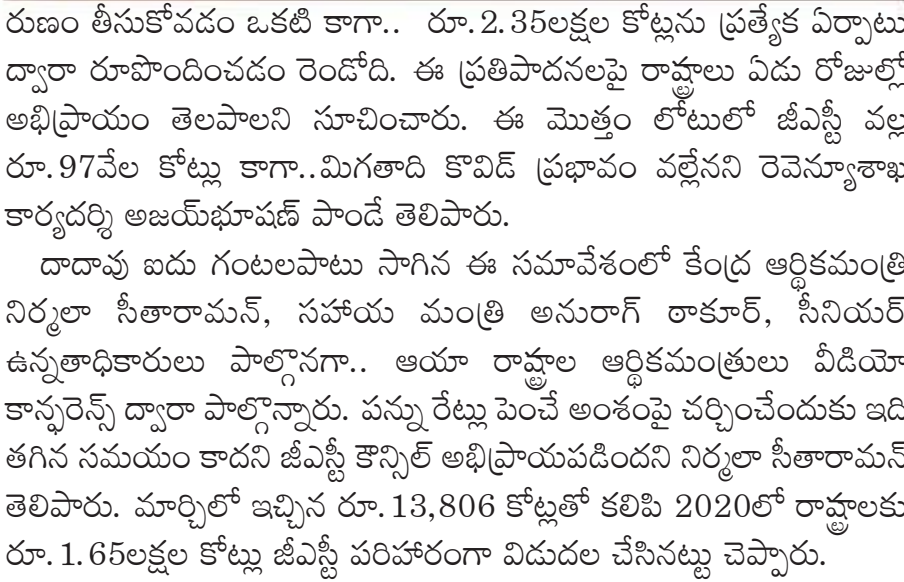 రుణం తీసుకోవడం ఒకటి కాగా.. రూ.2.35లక్షల కోట్లను ప్రత్యేక ఏర్పాటు
ద్వారా రూపొందించడం రెండోది. ఈ ప్రతిపాదనలపై రాష్ట్రాలు ఏడు రోజుల్లో
అభిప్రాయం తెలపాలని సూచించారు. ఈ మొత్తం లోటులో జీఎస్టీ వల్ల
రూ.97వేల కోట్లు కాగా..మిగతాది కొవిడ్ ప్రభావం వల్లేనని రెవెన్యూశాఖ
కార్యదర్శి అజయ్‌భూషణ్ పాండే తెలిపారు.
దాదావు ఐదు గంటలపాటు సాగిన ఈ సమావేశంలో కేంద్ర ఆర్థికమంత్రి
నిర్మలా సీతారామన్, సహాయ మంత్రి అనురాగ్ ఠాకూర్, సీనియర్
ఉన్నతాధికారులు పాల్గొనగా.. ఆయా రాష్ట్రాల ఆర్థికమంత్రులు వీడియో
కాన్ఫరెన్స్ ద్వారా పాల్గొన్నారు. పన్ను రేట్లు పెంచే అంశంపై చర్చించేందుకు ఇది
తగిన సమయం కాదని జీఎస్టీ కౌన్సిల్ అభిప్రాయపడిందని నిర్మలా సీతారామన్
తెలిపారు. మార్చిలో ఇచ్చిన రూ.13,806 కోట్లతో కలిపి 2020లో రాష్ట్రాలకు
రూ.1.65లక్షల కోట్లు జీఎస్టీ పరిహారంగా విడుదల చేసినట్టు చెప్పారు.